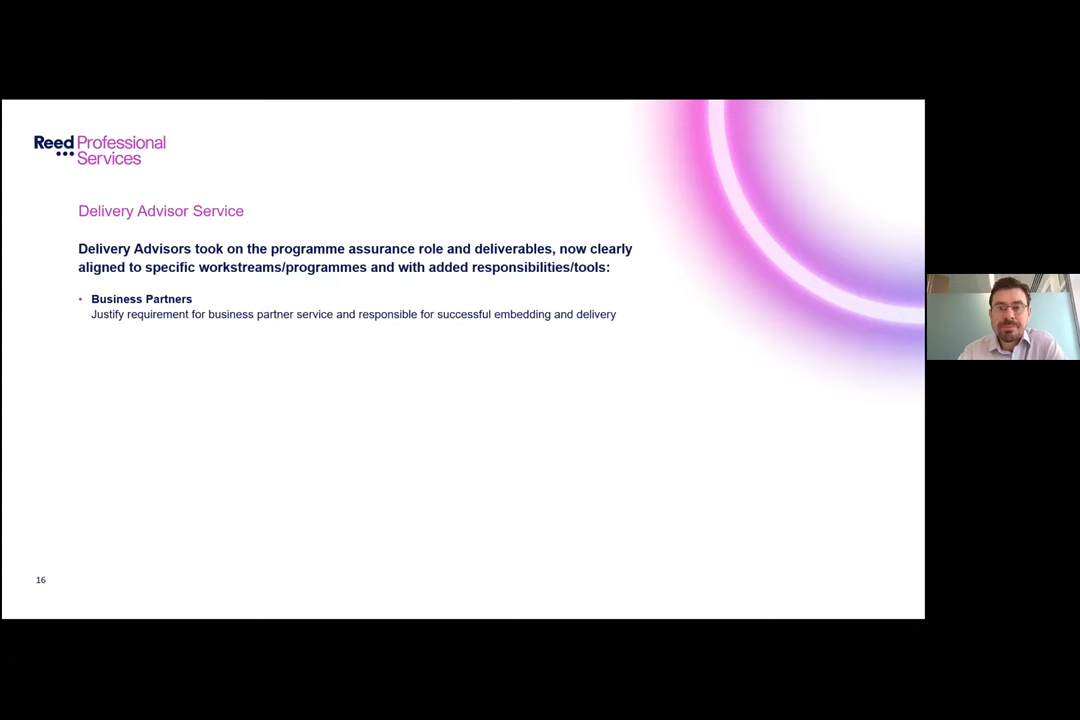 Reed Professional
Services
Delivery Advisor Service
Delivery Advisors took on the programme assurance role and deliverables, now clearly
aligned to specific workstreams/programmes and with added responsibilities/tools:
• Business Partners
Justify requirement for business partner service and responsible for successful embedding and delivery
16